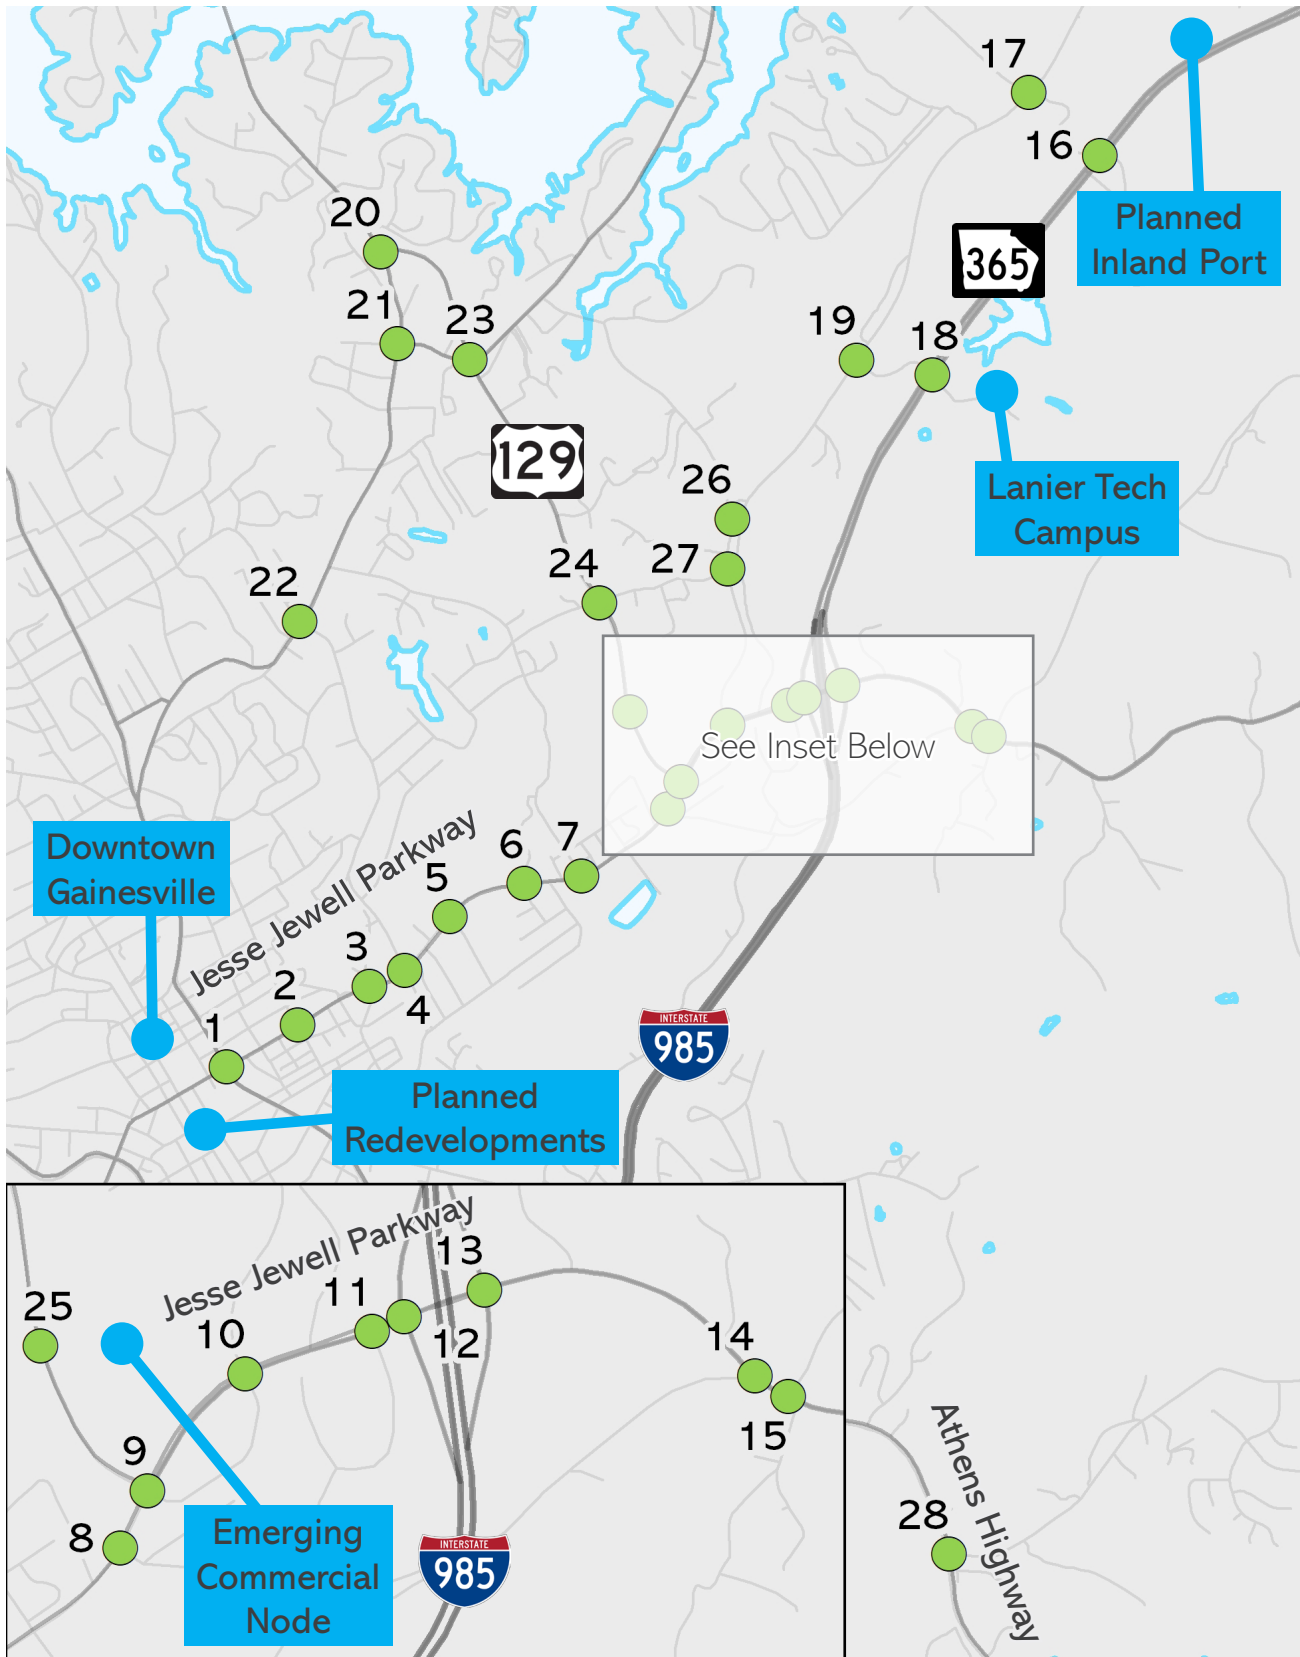 17
16
Planned
Inland Port
365
20
21
23
19
18
129
Lanier Tech
Campus
26
27
24
22
See Inset Below
Downtown
Gainesville
Jesse Jewell Parkway
7
6
5
3
4
2
1
INTERSTATE
985
Planned
Redevelopments
Jesse Jewell Parkway
13
11
25
10
12
14
9
15
8
Emerging
Commercial
Node
INTERSTATE
985
28
Athens Highway